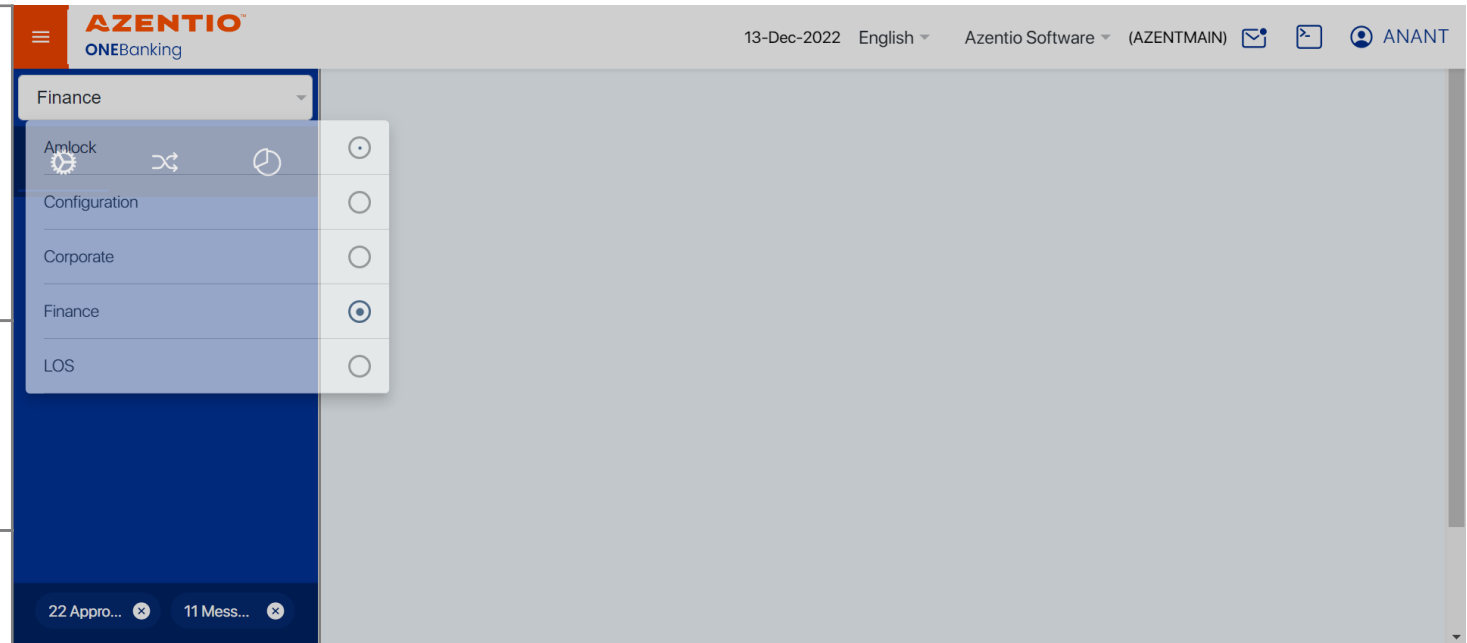 AZENTIO™
ONEBanking
13-Dec-2022 English Azentio Software (AZENTMAIN) ANANT
Finance
Amlock
Configuration
Corporate
Finance
LOS
22 Appro... 11 Mess...